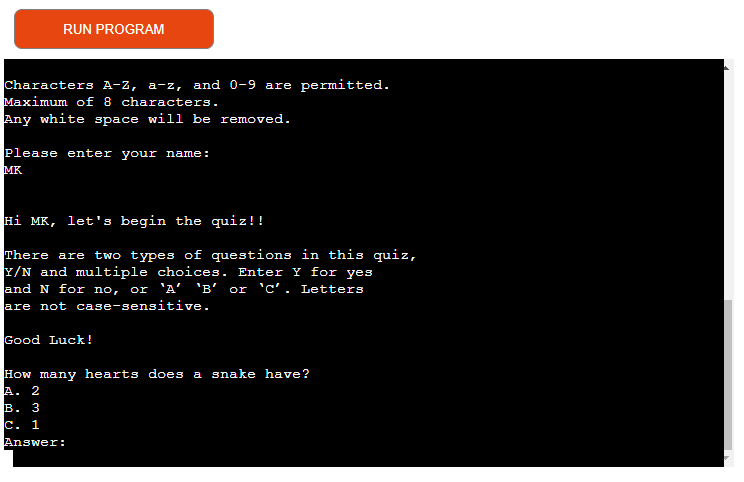 RUN PROGRAM
Characters A-Z, a-z, and 0-9 are permitted.
Maximum of 8 characters.
Any white space will be removed.
Please enter your name:
MK
Hi MK, let's begin the quiz!!
There are two types of questions in this quiz,
Y/N and multiple choices. Enter Y for yes
and N for no, or ‘A’ ‘B’ or ‘C’. Letters
are not case-sensitive.
Good Luck!
How many hearts does a snake have?
A. 2
B. 3
C. 1
Answer: